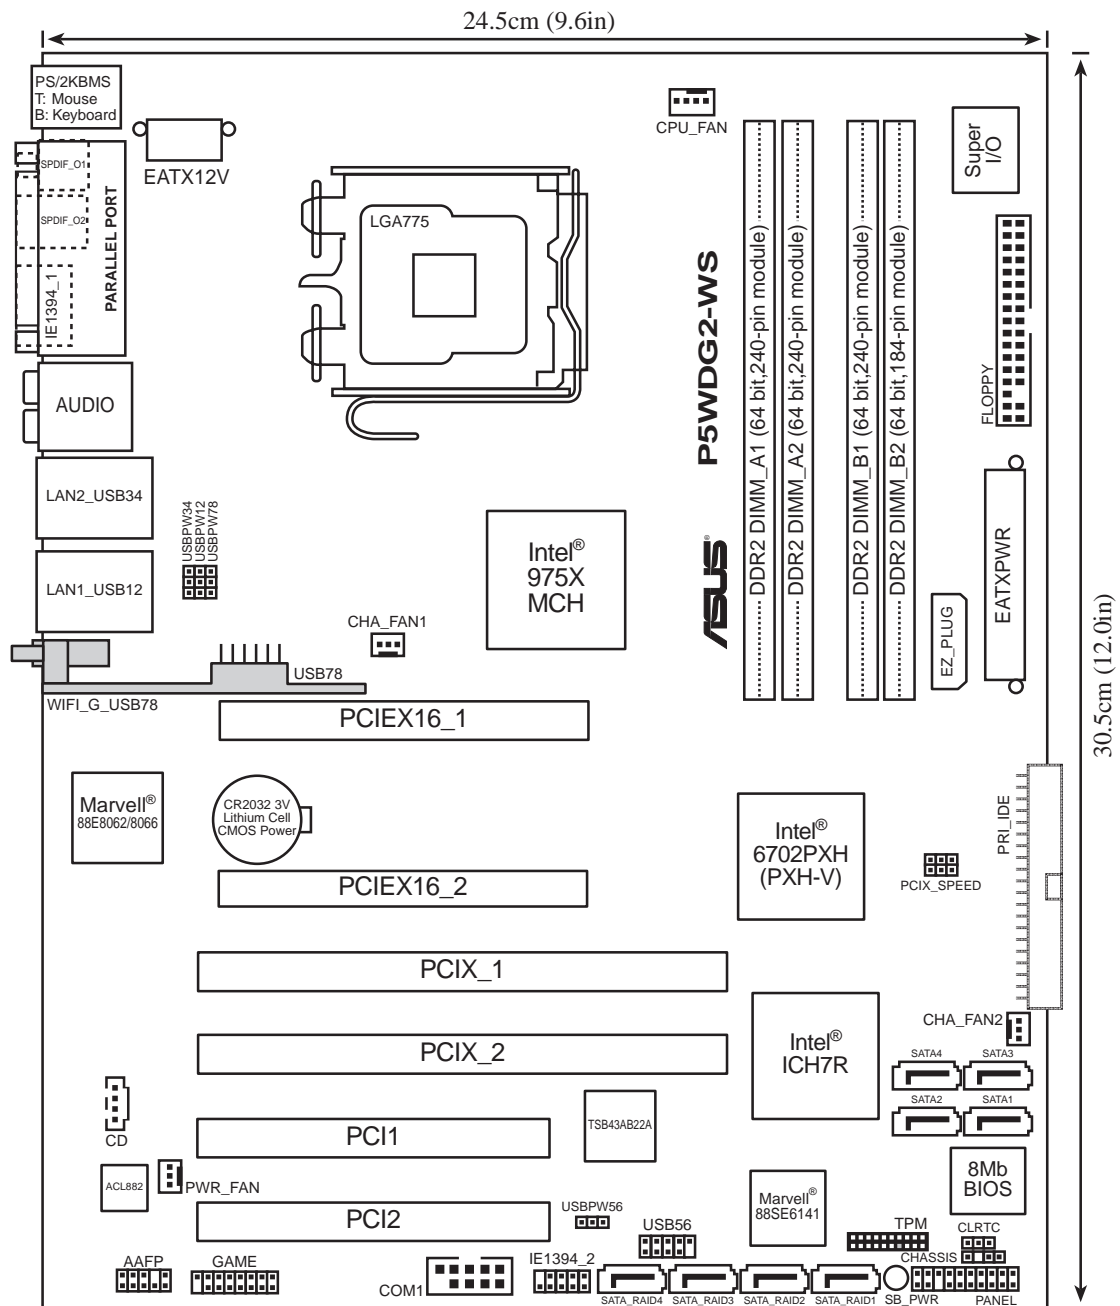 24.5cm (9.6in)
PS/2KBMS
T: Mouse
B: Keyboard
CPU_FAN
Super
I/O
SPDIF_O1
EATX12V
SPDIF_O2
PARALLEL PORT
IE1394_1
LGA775
P5WDG2-WS
DDR2 DIMM_A1 (64 bit,240-pin module)
DDR2 DIMM_A2 (64 bit,240-pin module)
DDR2 DIMM_B1 (64 bit,240-pin module)
DDR2 DIMM_B2 (64 bit,184-pin module)
FLOPPY
AUDIO
LAN2_USB34
USBPW34
USBPW12
USBPW78
Intel®
975X
MCH
ASUS®
EATXPWR
LAN1_USB12
EZ_PLUG
30.5cm (12.0in)
CHA_FAN1
USB78
WIFI_G_USB78
PCIEX16_1
Marvell®
88E8062/8066
CR2032 3V
Lithium Cell
CMOS Power
Intel®
6702PXH
(PXH-V)
PRI_IDE
PCIX_SPEED
PCIEX16_2
PCIX_1
Intel®
ICH7R
CHA_FAN2
PCIX_2
SATA4
SATA3
SATA2
SATA1
CD
TSB43AB22A
PCI1
8Mb
BIOS
ACL882
PWR_FAN
Marvell®
88SE6141
PCI2
USBPW56
USB56
TPM
CLRTC
CHASSIS
AAFP
GAME
COM1
IE1394_2
SATA_RAID4
SATA_RAID3
SATA_RAID2
SATA_RAID1
SB_PWR
PANEL